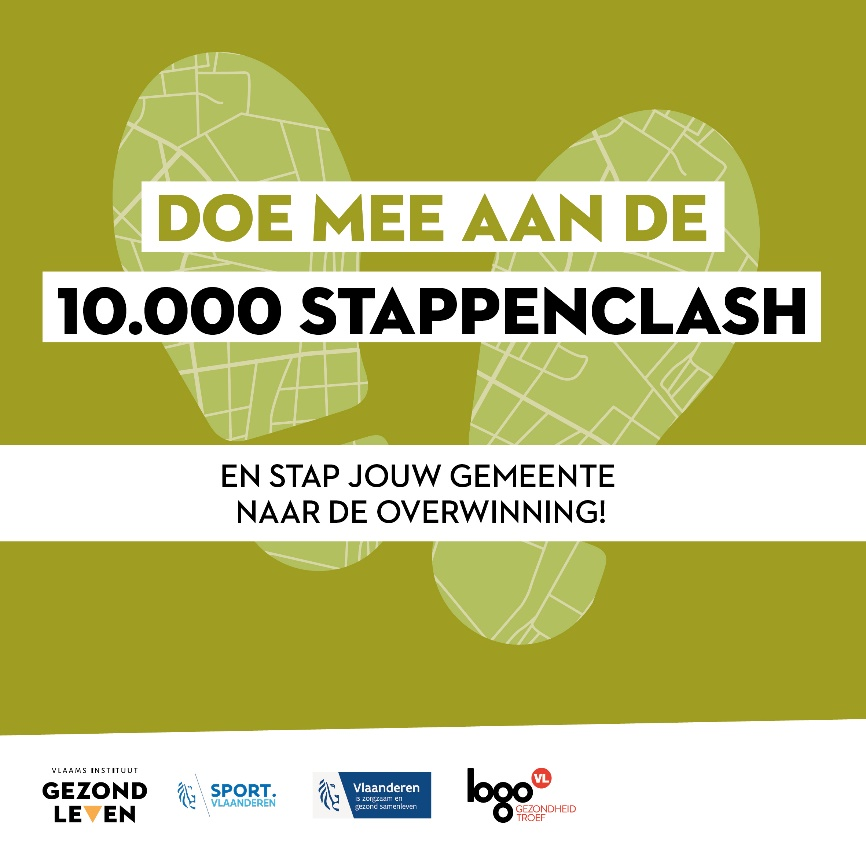 DOE MEE AAN DE
10.000 STAPPENCLASH
EN STAP JOUW GEMEENTE
NAAR DE OVERWINNING!
VLAAMS INSTITUUT
GEZOND
LEVEN
SPORT.
VLAANDEREN
Vlaanderen
is zorgzaam en
gezond samenleven
logo
VL
GEZONDHEID
TROEF